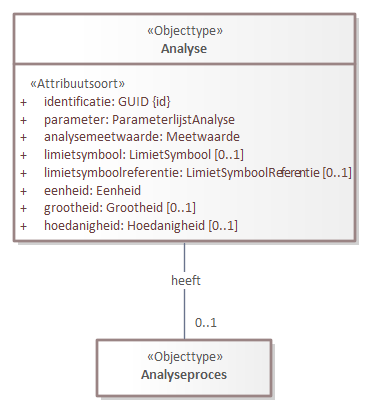 «Objecttype»
Analyse
«Attribuutsoort»
+ identificatie: GUID {id}
+ parameter: ParameterlijstAnalyse
+ analysemeetwaarde: Meetwaarde
+ limietsymbool: LimietSymbool [0..1]
+ limietsymboolreferentie: LimietSymboolReferentie [0..1]
+ eenheid: Eenheid
+ grootheid: Grootheid [0..1]
+ hoedanigheid: Hoedanigheid [0..1]
heeft
0..1
«Objecttype»
Analyseproces